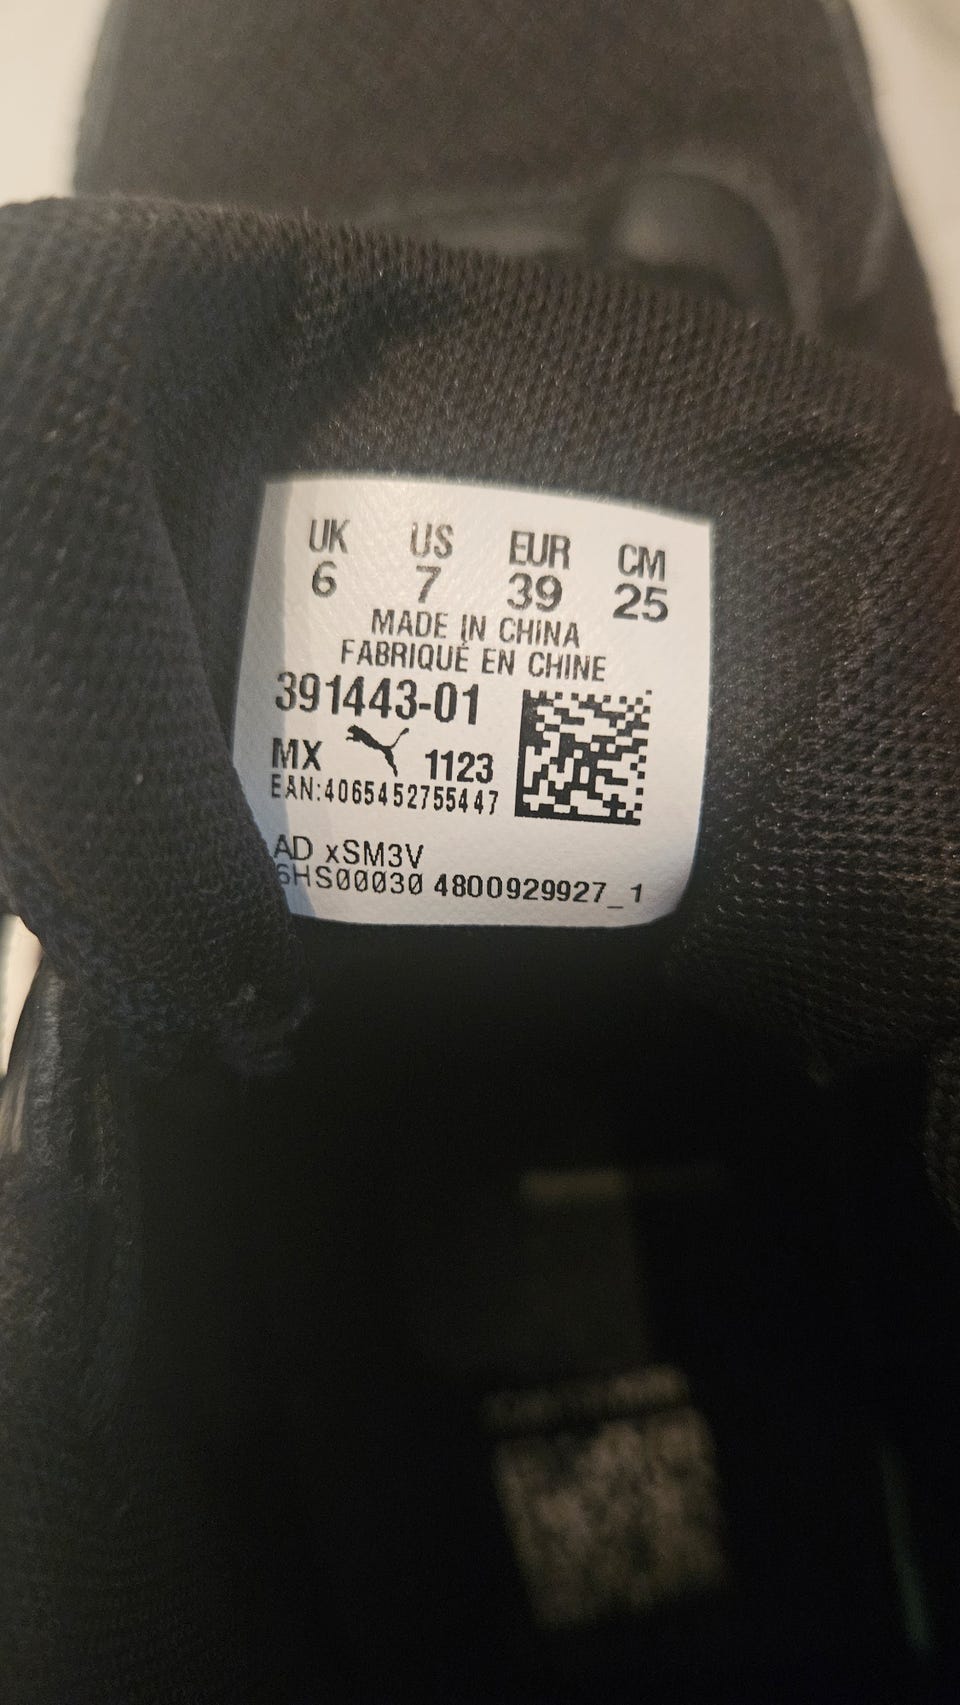 UK US EUR CM
6 7 39 25
MADE IN CHINA
FABRIQUÉ EN CHINE
391443-01
MX 1123
EAN:4065452755447
AD xSM3V
6HS00030 4800929927_1